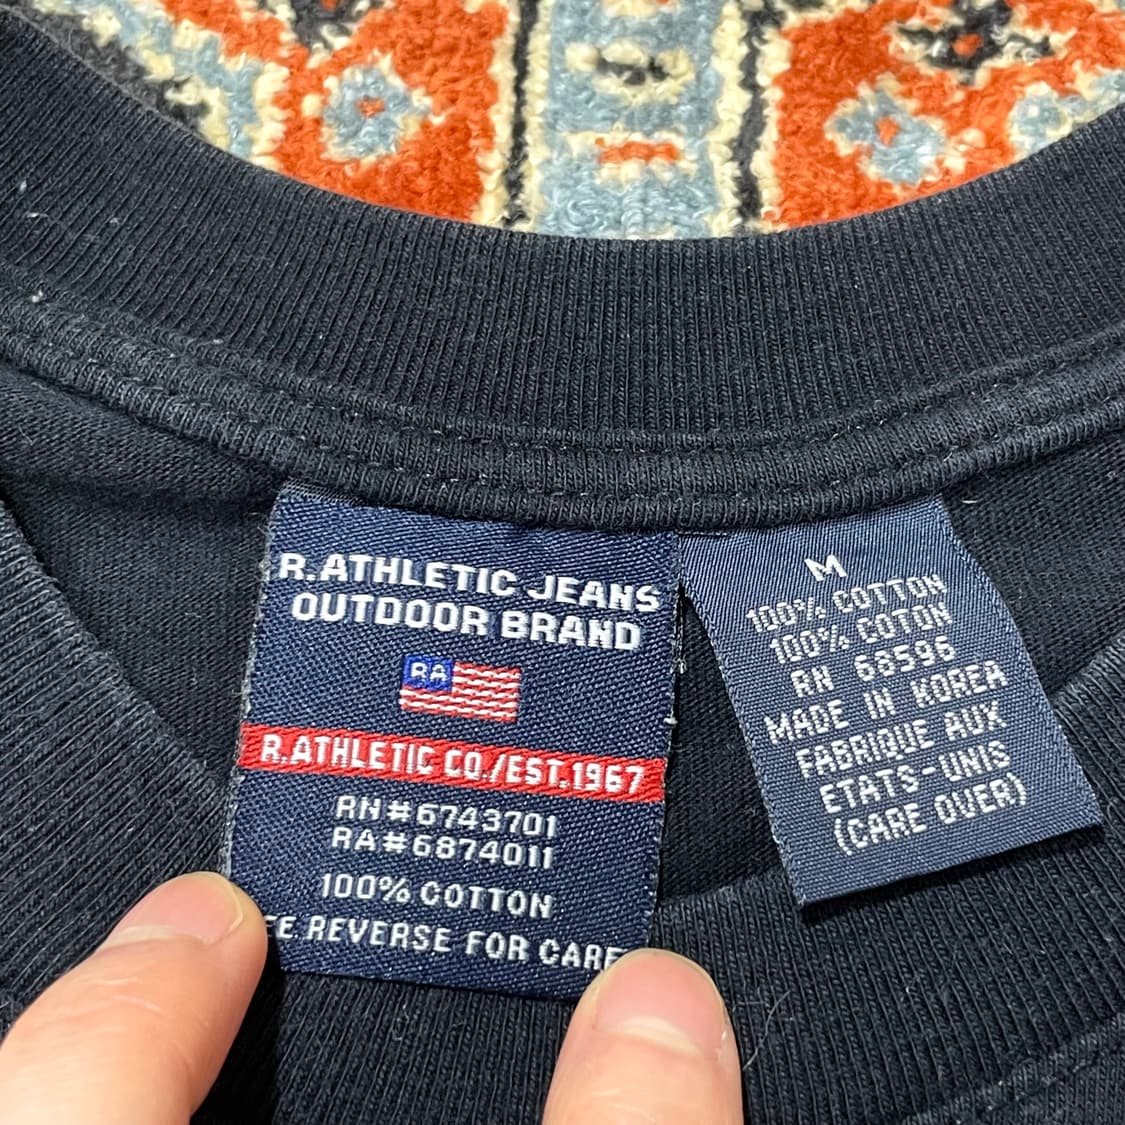 R.ATHLETIC JEANS
OUTDOOR BRAND
RA
R.ATHLETIC CO./EST.1967
RN#6743701
RA#6874011
100% COTTON
EE.REVERSE FOR CARE
M
100% COTTON
100% COTON
RN 68596
MADE IN KOREA
FABRIQUE AUX
ETATS-UNIS
(CARE OVER)